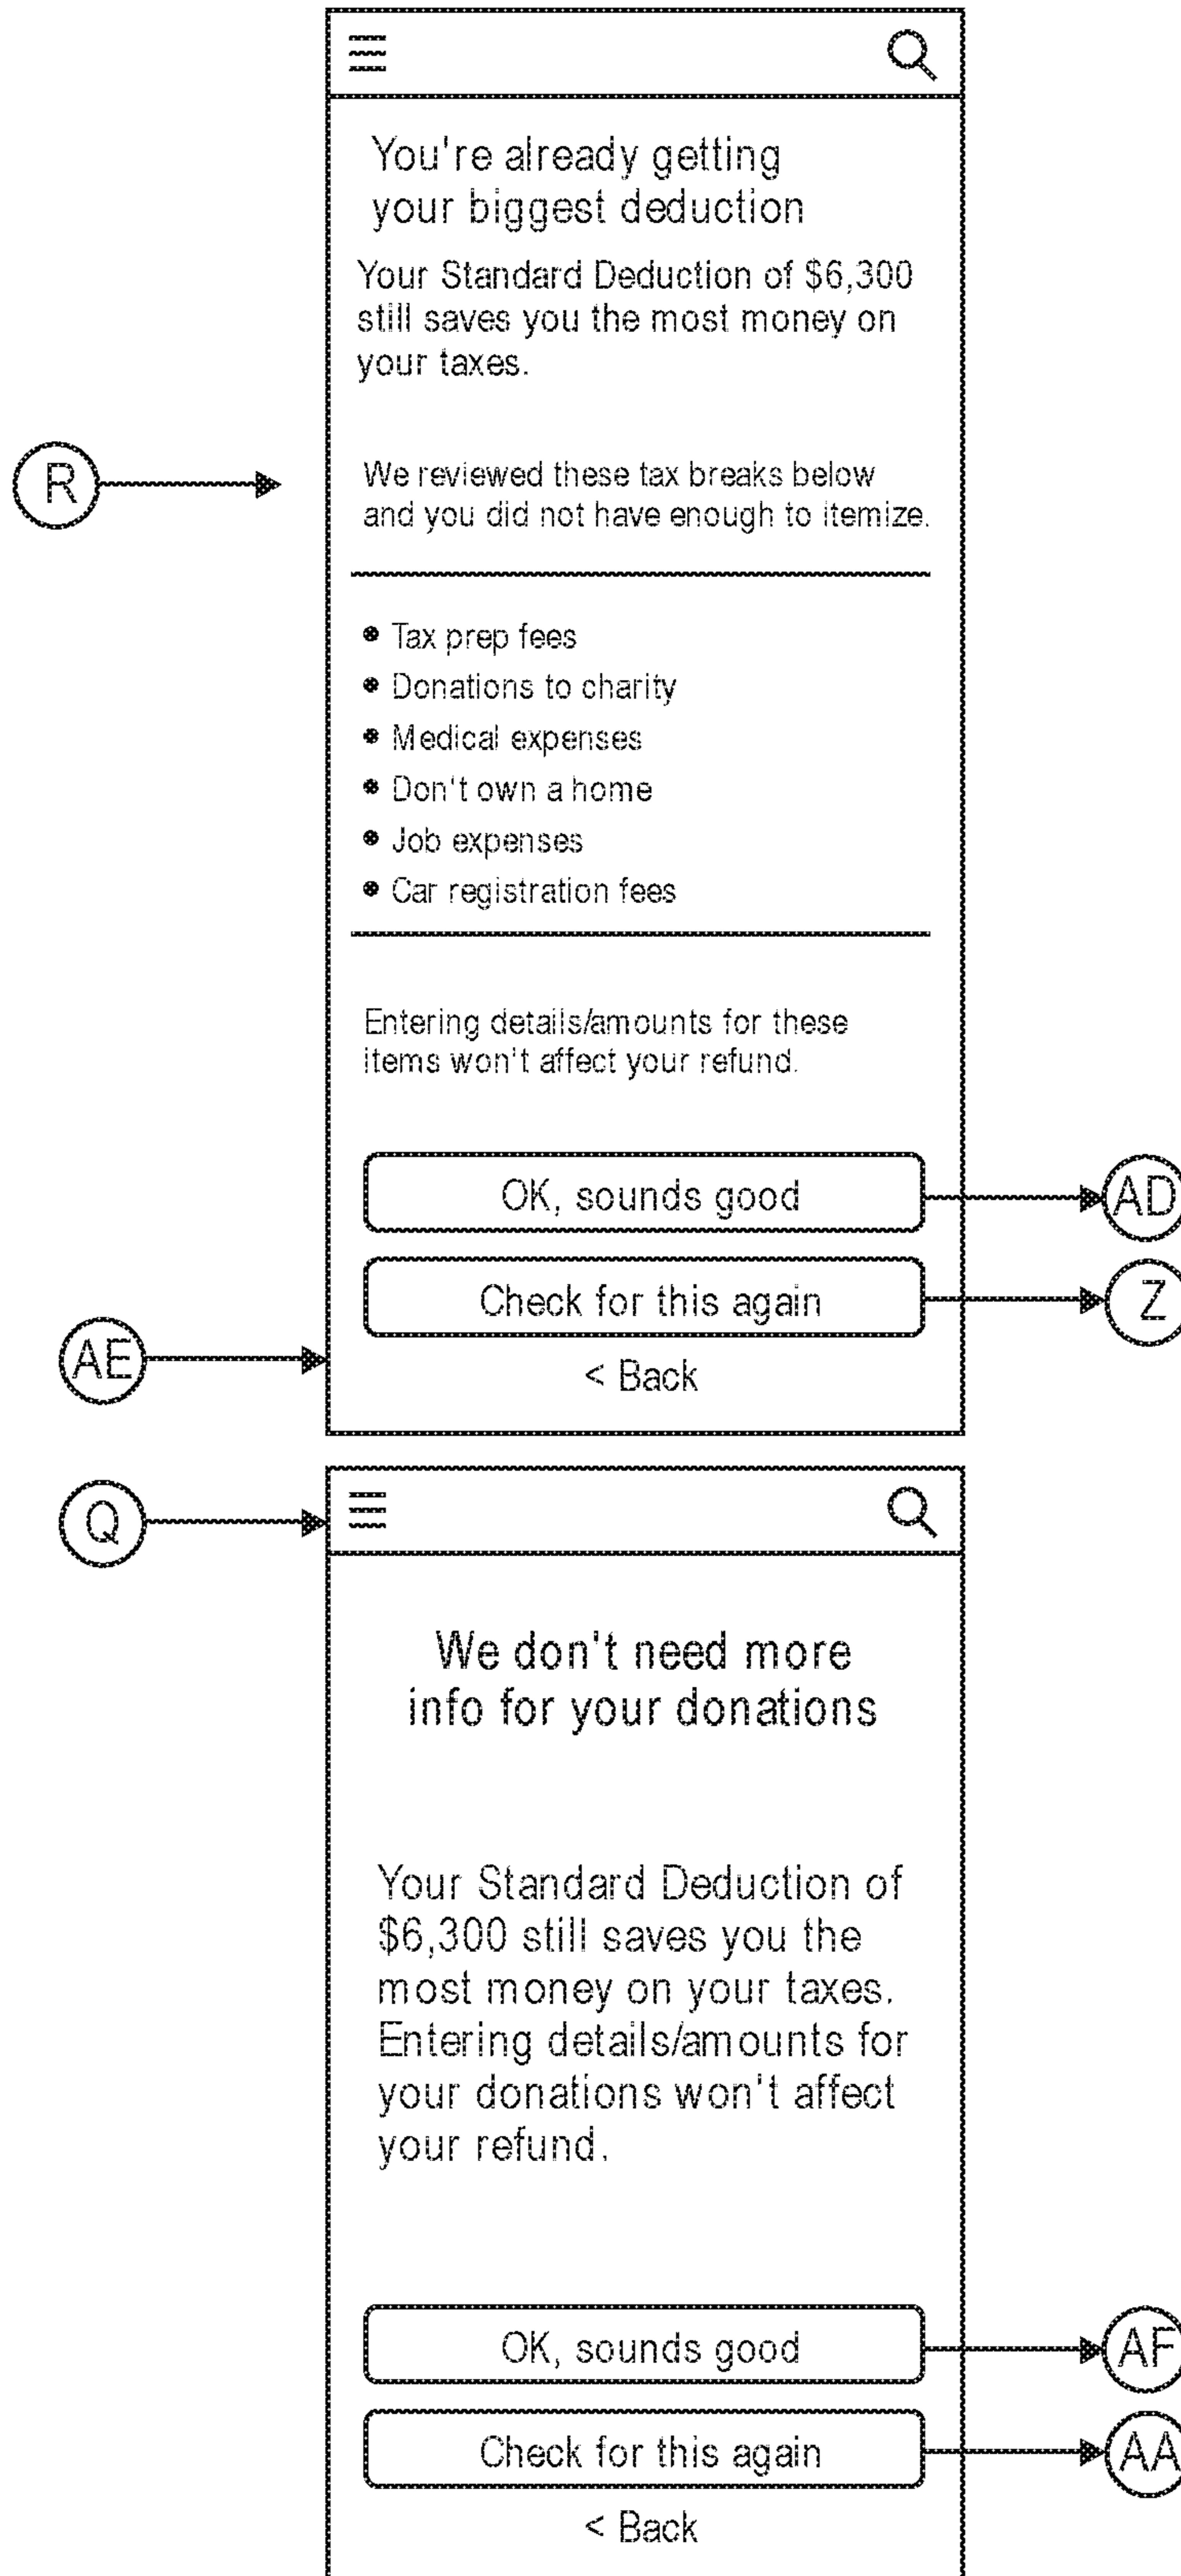 You're already getting
your biggest deduction
Your Standard Deduction of $6,300
still saves you the most money on
your taxes.
R
We reviewed these tax breaks below
and you did not have enough to itemize.
• Tax prep fees
• Donations to charity
• Medical expenses
• Don't own a home
• Job expenses
• Car registration fees
Entering details/amounts for these
items won't affect your refund.
OK, sounds good
AD
Check for this again
Z
AE
< Back
Q
We don't need more
info for your donations
Your Standard Deduction of
$6,300 still saves you the
most money on your taxes.
Entering details/amounts for
your donations won't affect
your refund.
OK, sounds good
AF
Check for this again
AA
< Back